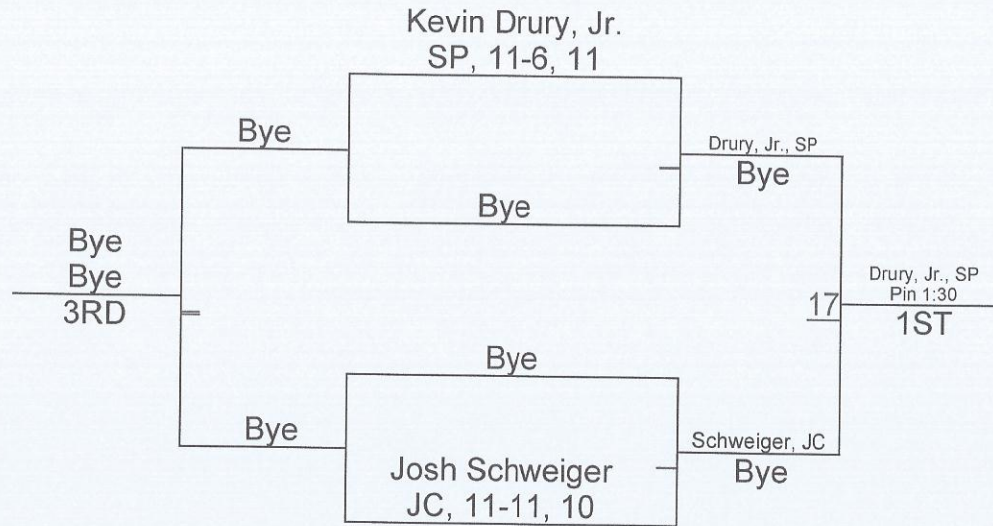 Kevin Drury, Jr.
SP, 11-6, 11
Bye
Drury, Jr., SP
Bye
Bye
Bye
Bye
3RD
Drury, Jr., SP
Pin 1:30
17
1ST
Bye
Bye
Schweiger, JC
Bye
Josh Schweiger
JC, 11-11, 10